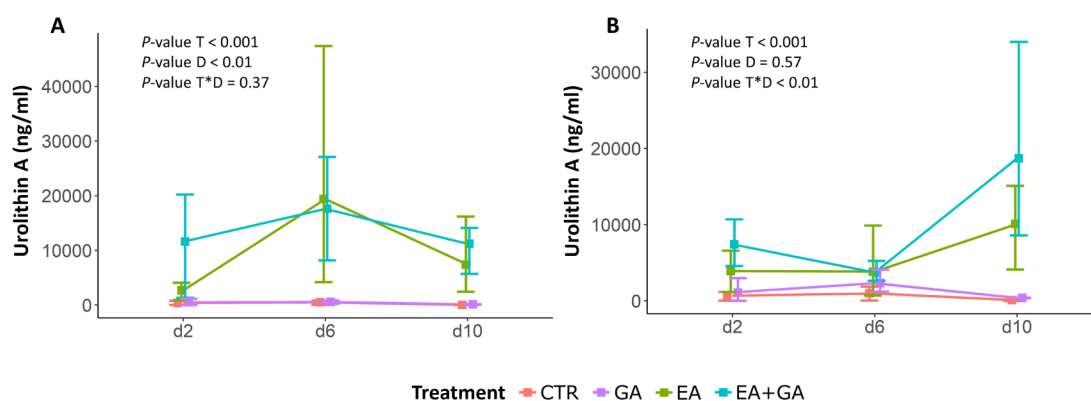 A
P-value T < 0.001
P-value D < 0.01
P-value T*D = 0.37
Urolithin A (ng/ml)
40000
30000
20000
10000
0
d2
d6
d10
B
P-value T < 0.001
P-value D = 0.57
P-value T*D < 0.01
Urolithin A (ng/ml)
30000
20000
10000
0
d2
d6
d10
Treatment CTR GA EA EA+GA